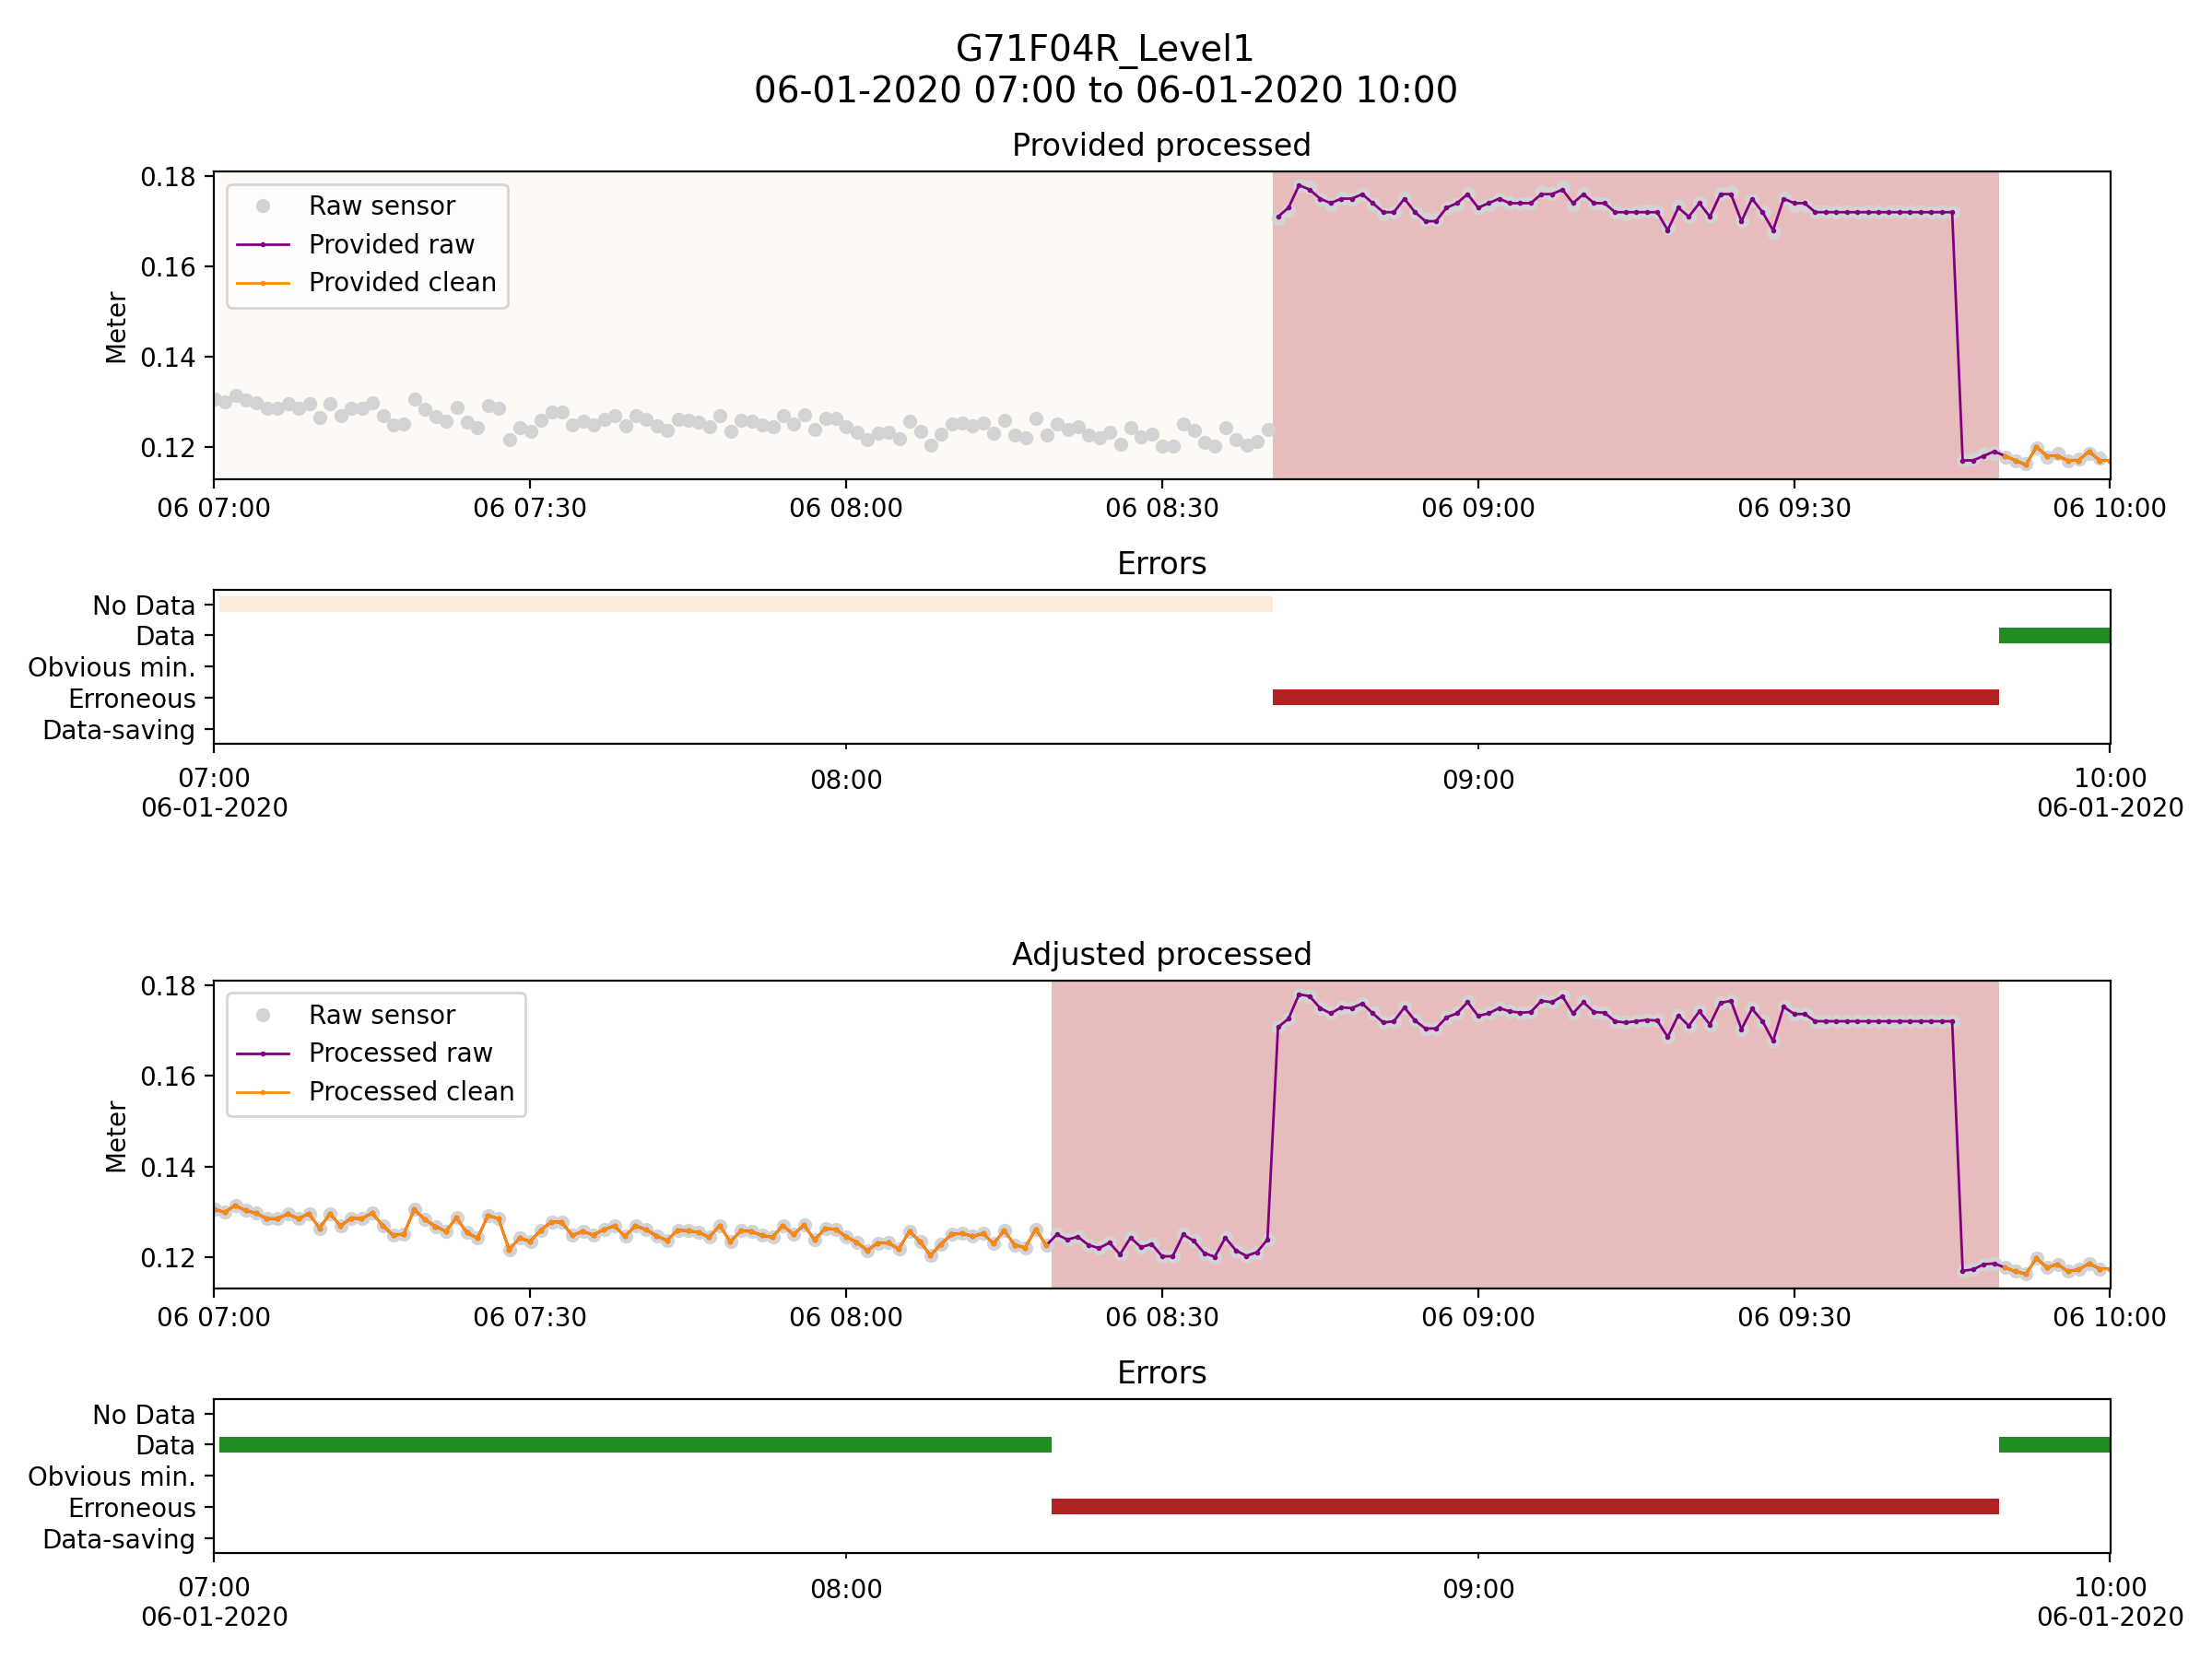 G71F04R_Level1
06-01-2020 07:00 to 06-01-2020 10:00
Provided processed
0.18
0.16
0.14
0.12
Meter
Raw sensor
Provided raw
Provided clean
06 07:00
06 07:30
06 08:00
06 08:30
06 09:00
06 09:30
06 10:00
Errors
No Data
Data
Obvious min.
Erroneous
Data-saving
07:00
06-01-2020
08:00
09:00
10:00
06-01-2020
Adjusted processed
0.18
0.16
0.14
0.12
Meter
Raw sensor
Processed raw
Processed clean
06 07:00
06 07:30
06 08:00
06 08:30
06 09:00
06 09:30
06 10:00
Errors
No Data
Data
Obvious min.
Erroneous
Data-saving
07:00
06-01-2020
08:00
09:00
10:00
06-01-2020